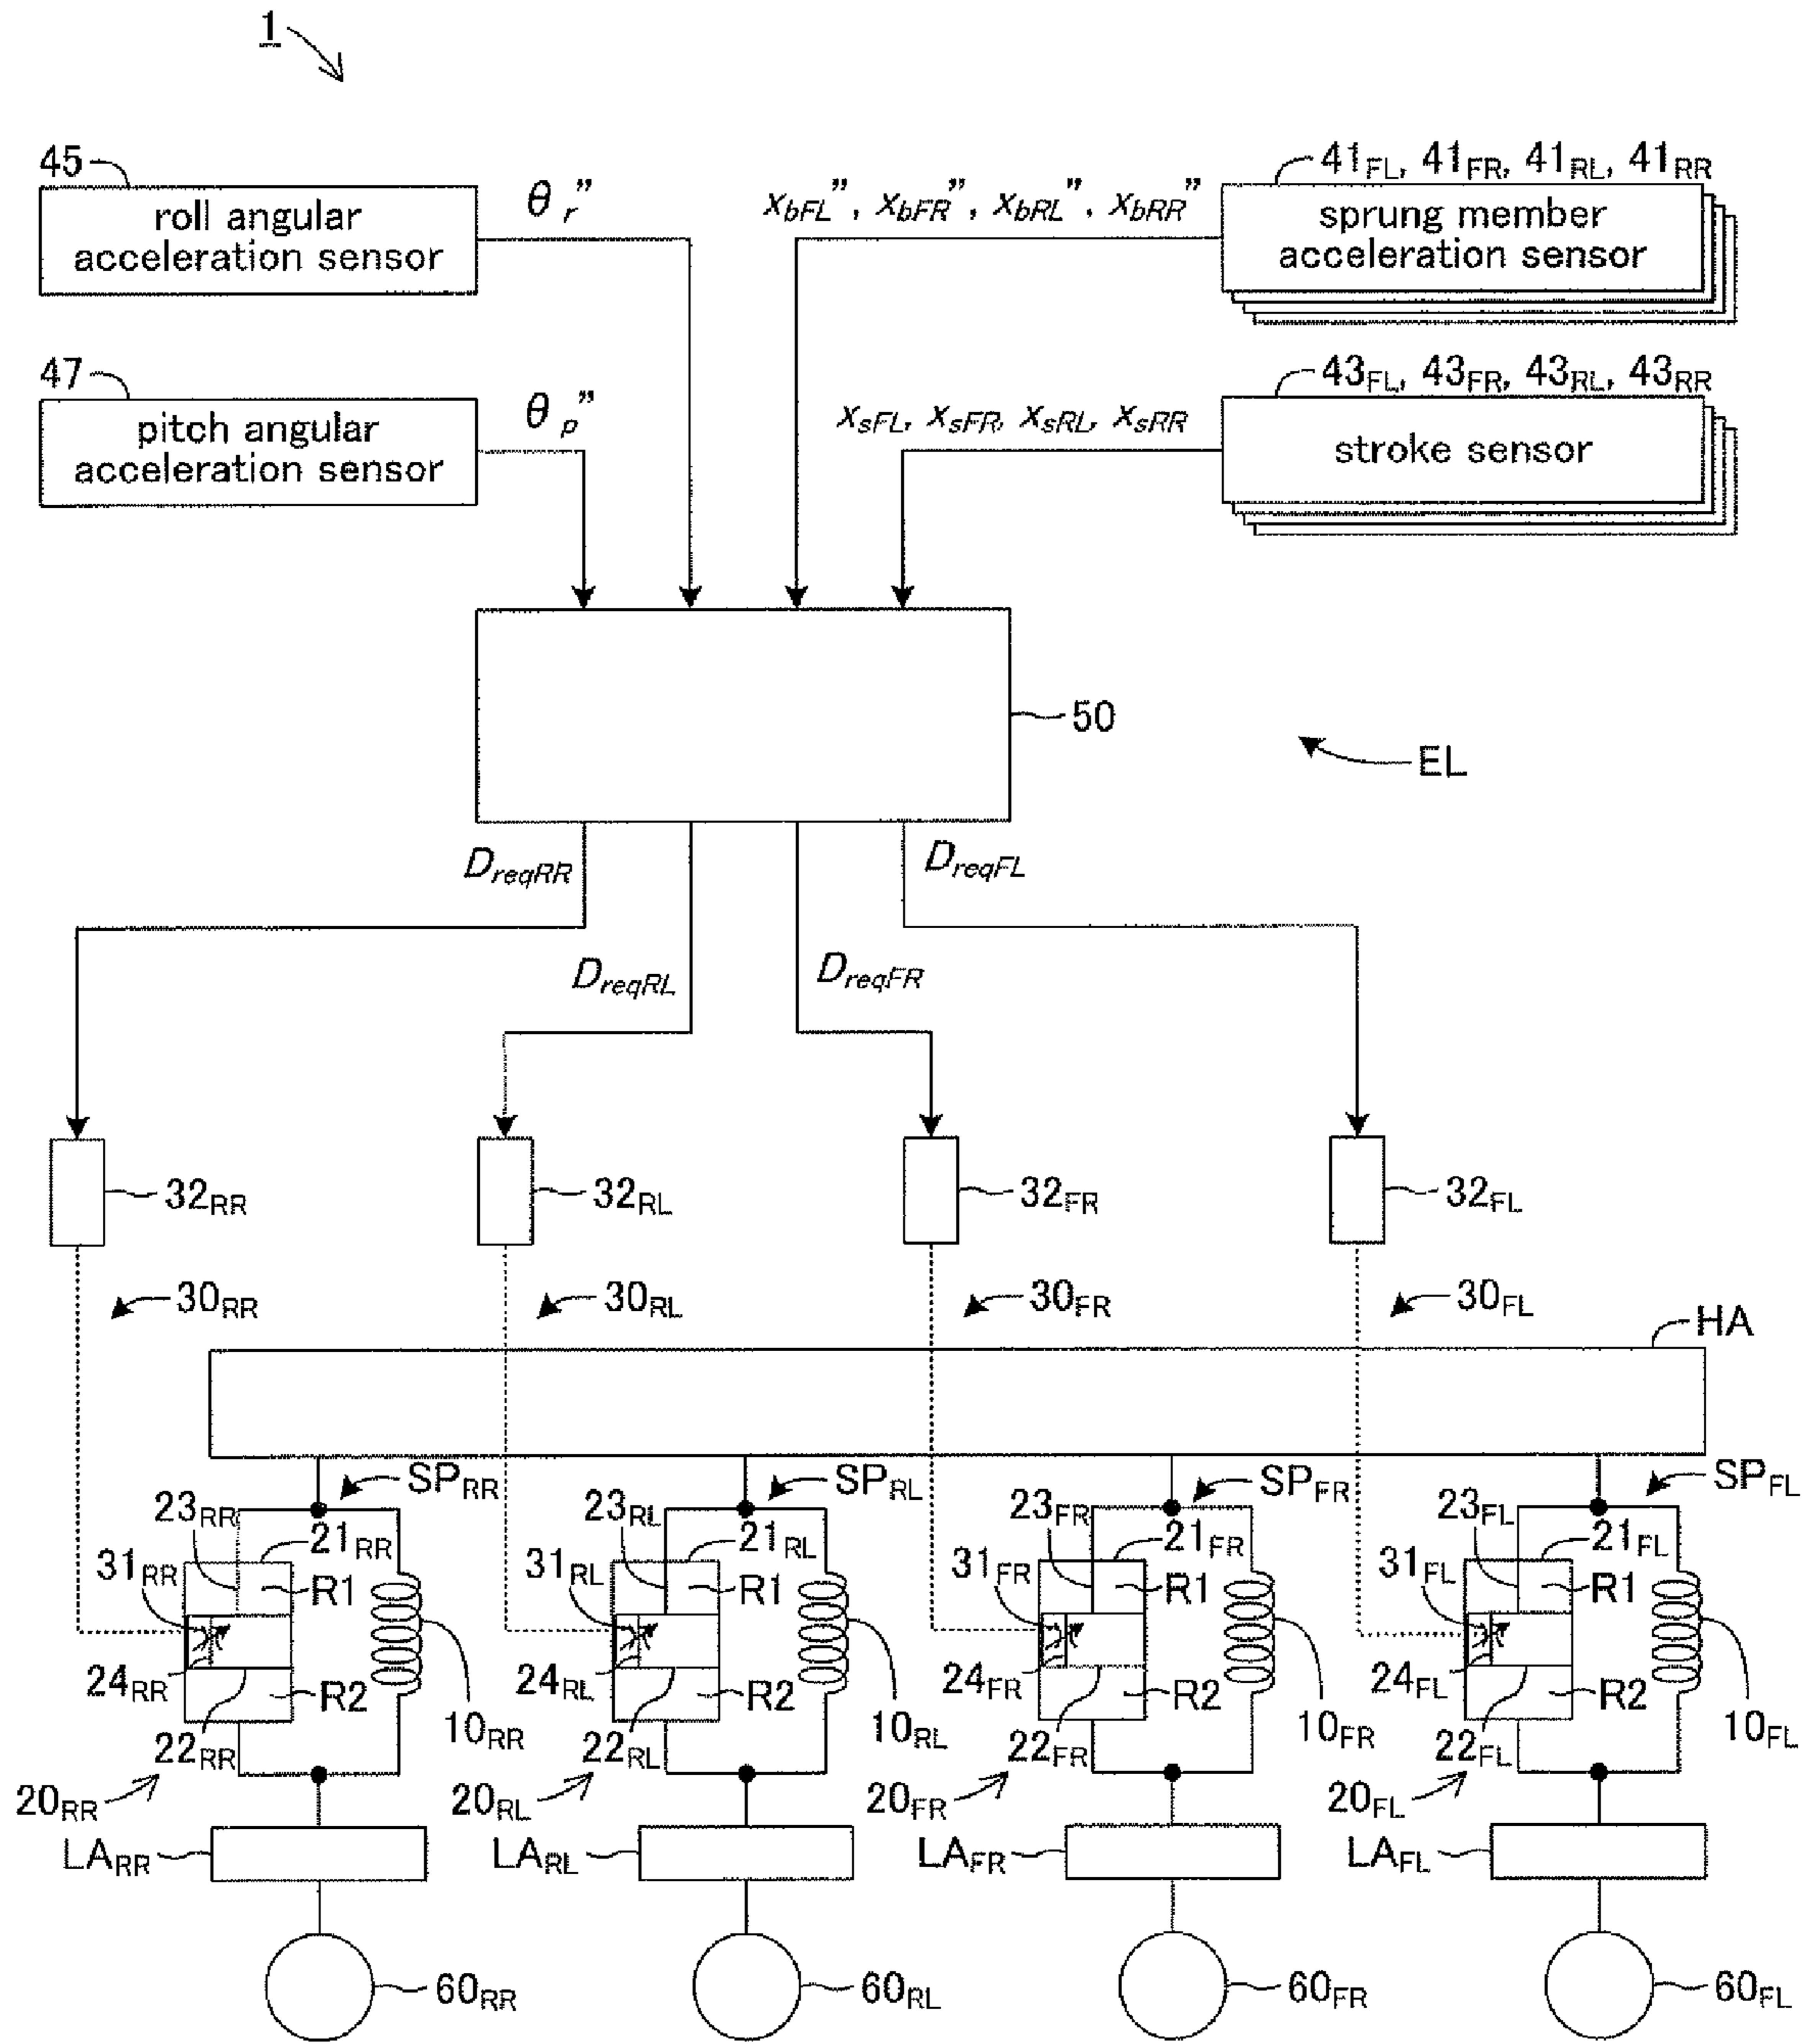 1
45
θr”
xbFL”, xbFR”, xbRL”, xbRR”
41FL, 41FR, 41RL, 41RR
roll angular
acceleration sensor
sprung member
acceleration sensor
47
θp”
xsFL, xsFR, xsRL, xsRR
43FL, 43FR, 43RL, 43RR
pitch angular
acceleration sensor
stroke sensor
50
EL
DreqRR
DreqFL
DreqRL
DreqFR
32RR
32RL
32FR
32FL
30RR
30RL
30FR
30FL
HA
SPRR
SPRL
SPFR
SPFL
23RR
23RL
23FR
23FL
21RR
21RL
21FR
21FL
31RR
31RL
31FR
31FL
R1
R1
R1
R1
24RR
24RL
24FR
24FL
R2
R2
R2
R2
10RR
10RL
10FR
10FL
22RR
22RL
22FR
22FL
20RR
20RL
20FR
20FL
LARR
LARL
LAFR
LAFL
60RR
60RL
60FR
60FL